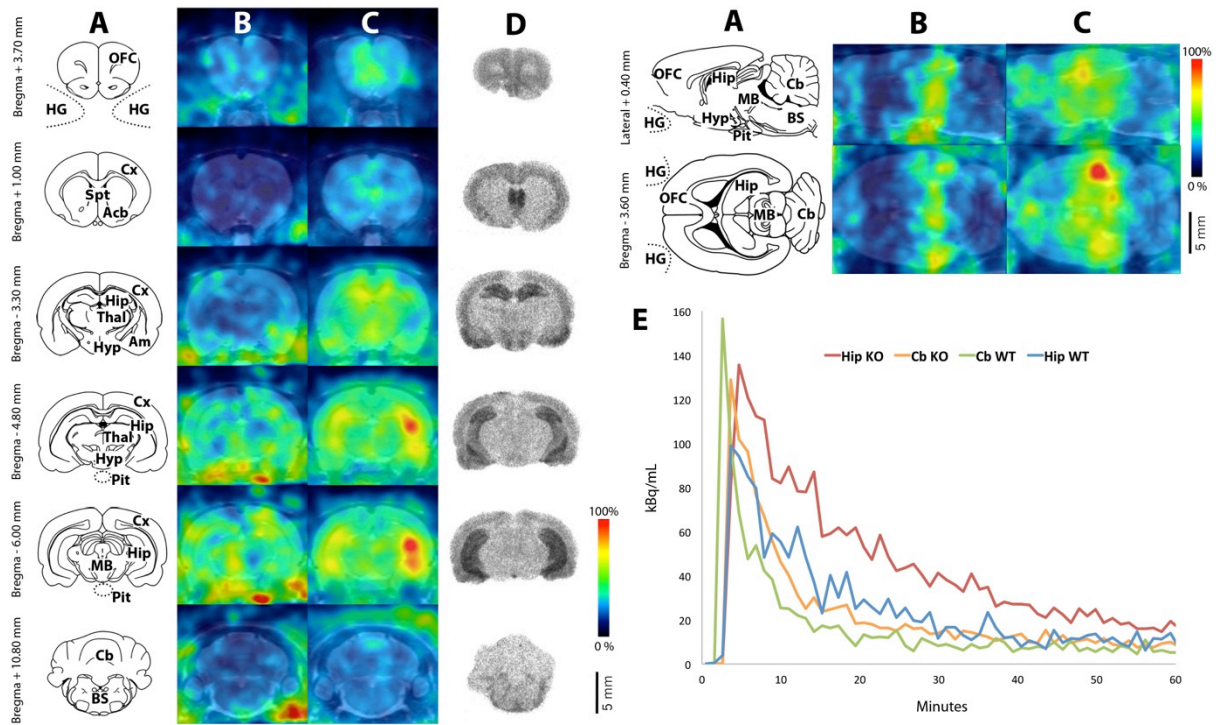 A
B
C
D
Bregma + 3.70 mm
OFC
HG
HG
Bregma + 1.00 mm
Cx
Spt
Acb
Bregma - 3.30 mm
Cx
Hip
Thal
Hyp
Am
Bregma - 4.80 mm
Cx
Hip
Thal
Hyp
Pit
Bregma - 6.00 mm
Cx
Hip
MB
Pit
Bregma + 10.80 mm
Cb
BS
100%
0 %
5 mm
A
B
C
Lateral + 0.40 mm
OFC
Hip
Cb
MB
HG
Hyp
BS
Pit
Bregma - 3.60 mm
HG
OFC
Hip
MB
Cb
HG
100%
0 %
5 mm
E
Hip KO Cb KO Cb WT Hip WT
kBq/mL
160
140
120
100
80
60
40
20
0
0 10 20 30 40 50 60
Minutes